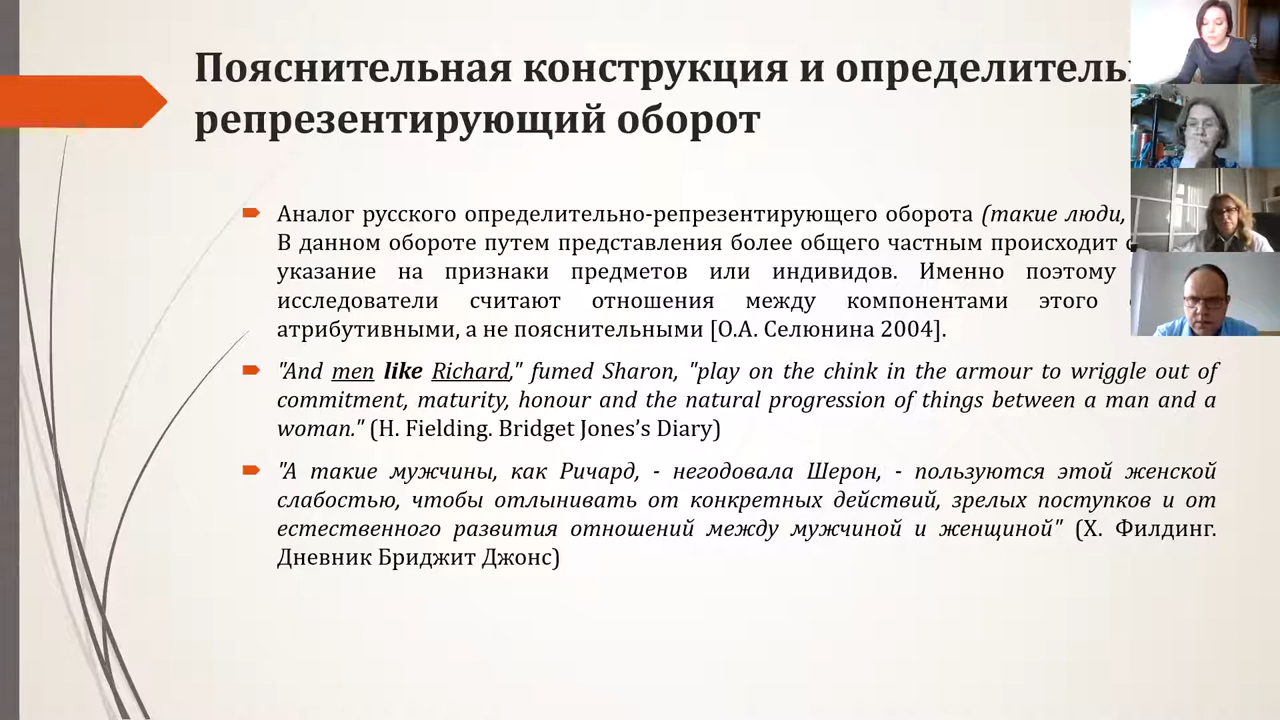 Пояснительная конструкция и определитель
репрезентирующий оборот
Аналог русского определительно-репрезентирующего оборота (такие люди,
В данном обороте путем представления более общего частным происходит
указание на признаки предметов или индивидов. Именно поэтому
исследователи считают отношения между компонентами этого
атрибутивными, а не пояснительными [О.А. Селюнина 2004].
"And men like Richard," fumed Sharon, "play on the chink in the armour to wriggle out of
commitment, maturity, honour and the natural progression of things between a man and a
woman." (H. Fielding. Bridget Jones's Diary)
"А такие мужчины, как Ричард, - негодовала Шерон, - пользуются этой женской
слабостью, чтобы отлынивать от конкретных действий, зрелых поступков и от
естественного развития отношений между мужчиной и женщиной" (Х. Филдинг.
Дневник Бриджит Джонс)